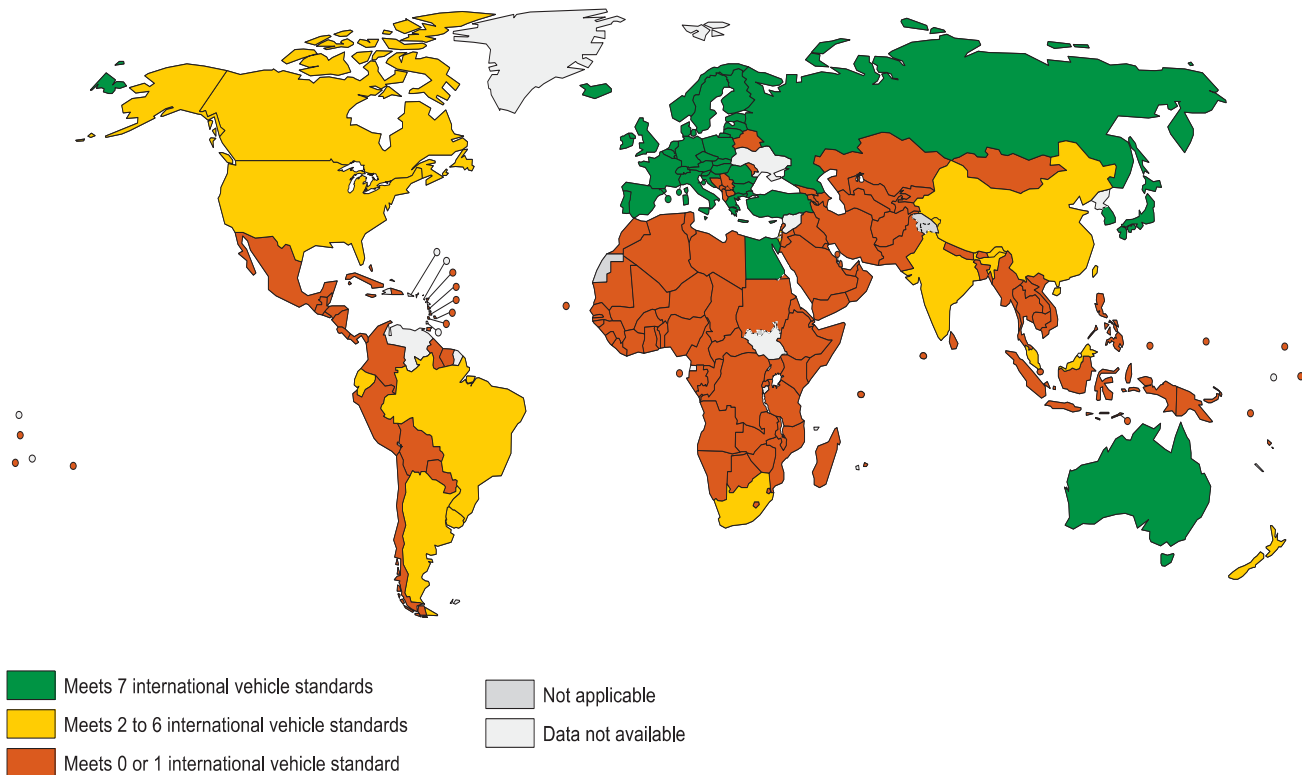 Meets 7 international vehicle standards
Meets 2 to 6 international vehicle standards
Meets 0 or 1 international vehicle standard
Not applicable
Data not available